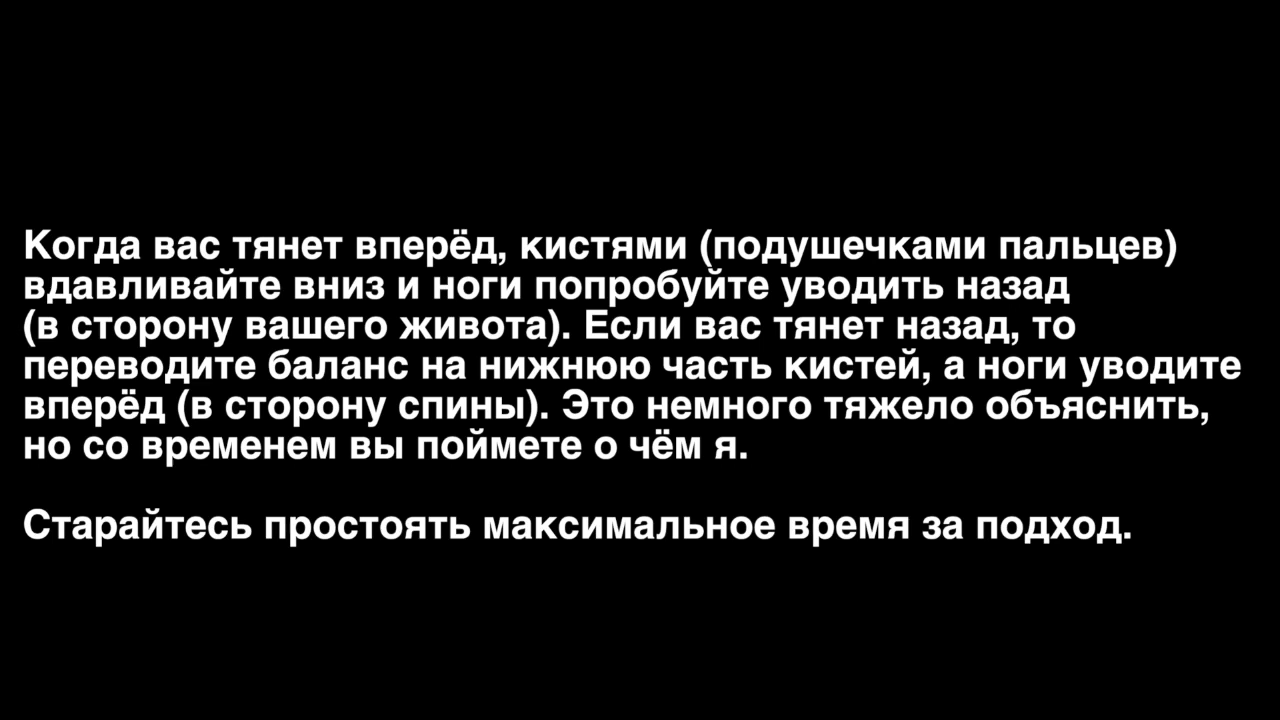 Когда вас тянет вперёд, кистями (подушечками пальцев)
вдавливайте вниз и ноги попробуйте уводить назад
(в сторону вашего живота). Если вас тянет назад, то
переводите баланс на нижнюю часть кистей, а ноги уводите
вперёд (в сторону спины). Это немного тяжело объяснить,
но со временем вы поймете о чём я.
Старайтесь простоять максимальное время за подход.